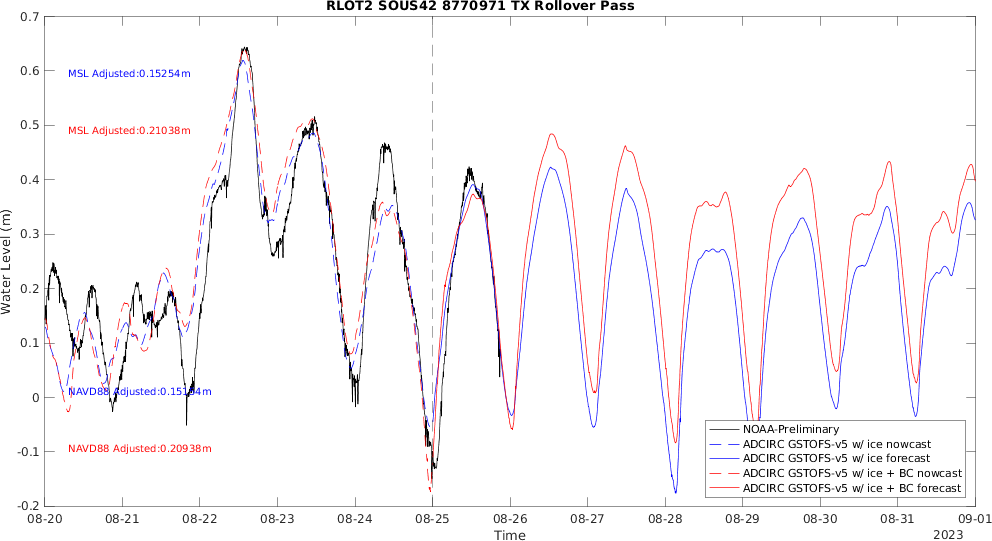 RLOT2 SOUS42 8770971 TX Rollover Pass
Water Level (m)
0.7
0.6
0.5
0.4
0.3
0.2
0.1
0
-0.1
-0.2
MSL Adjusted:0.15254m
MSL Adjusted:0.21038m
NAVD88 Adjusted:0.15154m
NAVD88 Adjusted:0.20938m
NOAA-Preliminary
ADCIRC GSTOFS-v5 w/ ice nowcast
ADCIRC GSTOFS-v5 w/ ice forecast
ADCIRC GSTOFS-v5 w/ ice + BC nowcast
ADCIRC GSTOFS-v5 w/ ice + BC forecast
08-20 08-21 08-22 08-23 08-24 08-25 08-26 08-27 08-28 08-29 08-30 08-31 09-01
Time
2023